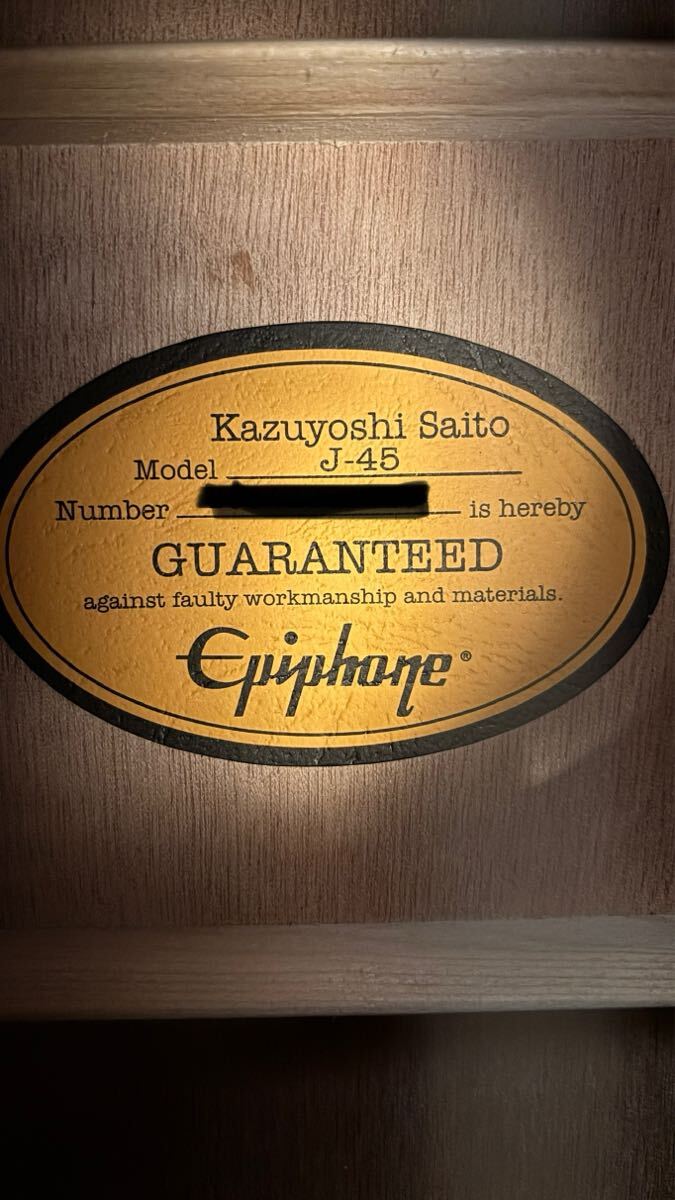 Kazuyoshi Saito
Model J-45
Number is hereby
GUARANTEED
against faulty workmanship and materials.
Epiphone®